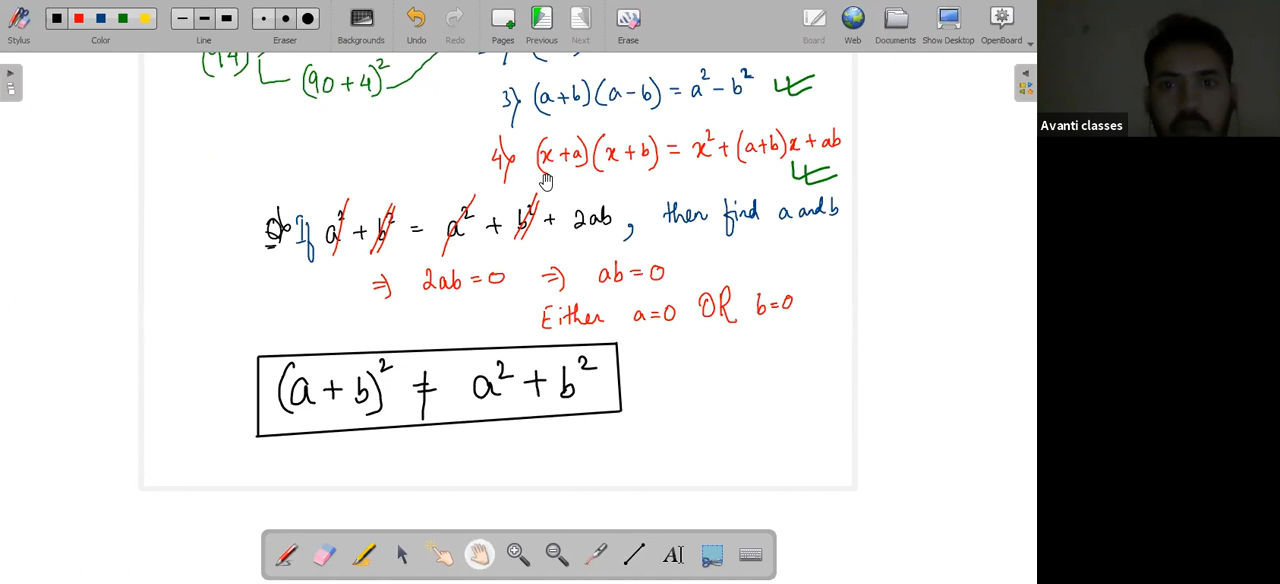 Stylus Color Line Eraser Backgrounds Undo Redo Pages Previous Next Erase Board Web Documents Show Desktop OpenBoard
(94)
(90+4)²
3) (a+b)(a-b) = a² - b²
4) (x+a)(x+b) = x² + (a+b)x + ab
Q. If a² + b² = a² + b² + 2ab, then find a and b
⇒ 2ab = 0 ⇒ ab = 0
Either a=0 OR b=0
(a+b)² ≠ a² + b²
Avanti classes